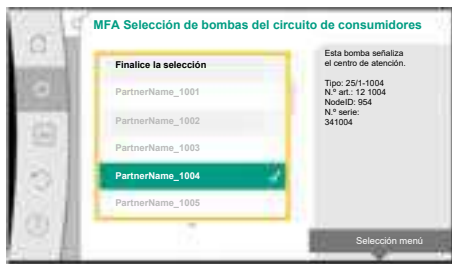 MFA Selección de bombas del circuito de consumidores
Finalice la selección
PartnerName_1001
PartnerName_1002
PartnerName_1003
PartnerName_1004
PartnerName_1005
Esta bomba señaliza
el centro de atención.
Tipo: 25/1-1004
N.º art.: 12 1004
NodeID: 954
N.º serie:
341004
Selección menú